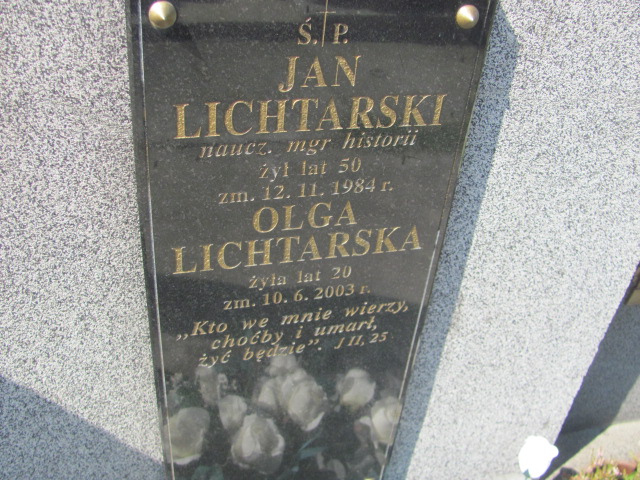 Ś. P.
JAN
LICHTARSKI
naucz. mgr historii
żył lat 50
zm. 12. 11. 1984 r.
OLGA
LICHTARSKA
żyła lat 20
zm. 10. 6. 2003 r.
„Kto we mnie wierzy,
choćby i umarł,
żyć będzie". J 11, 25